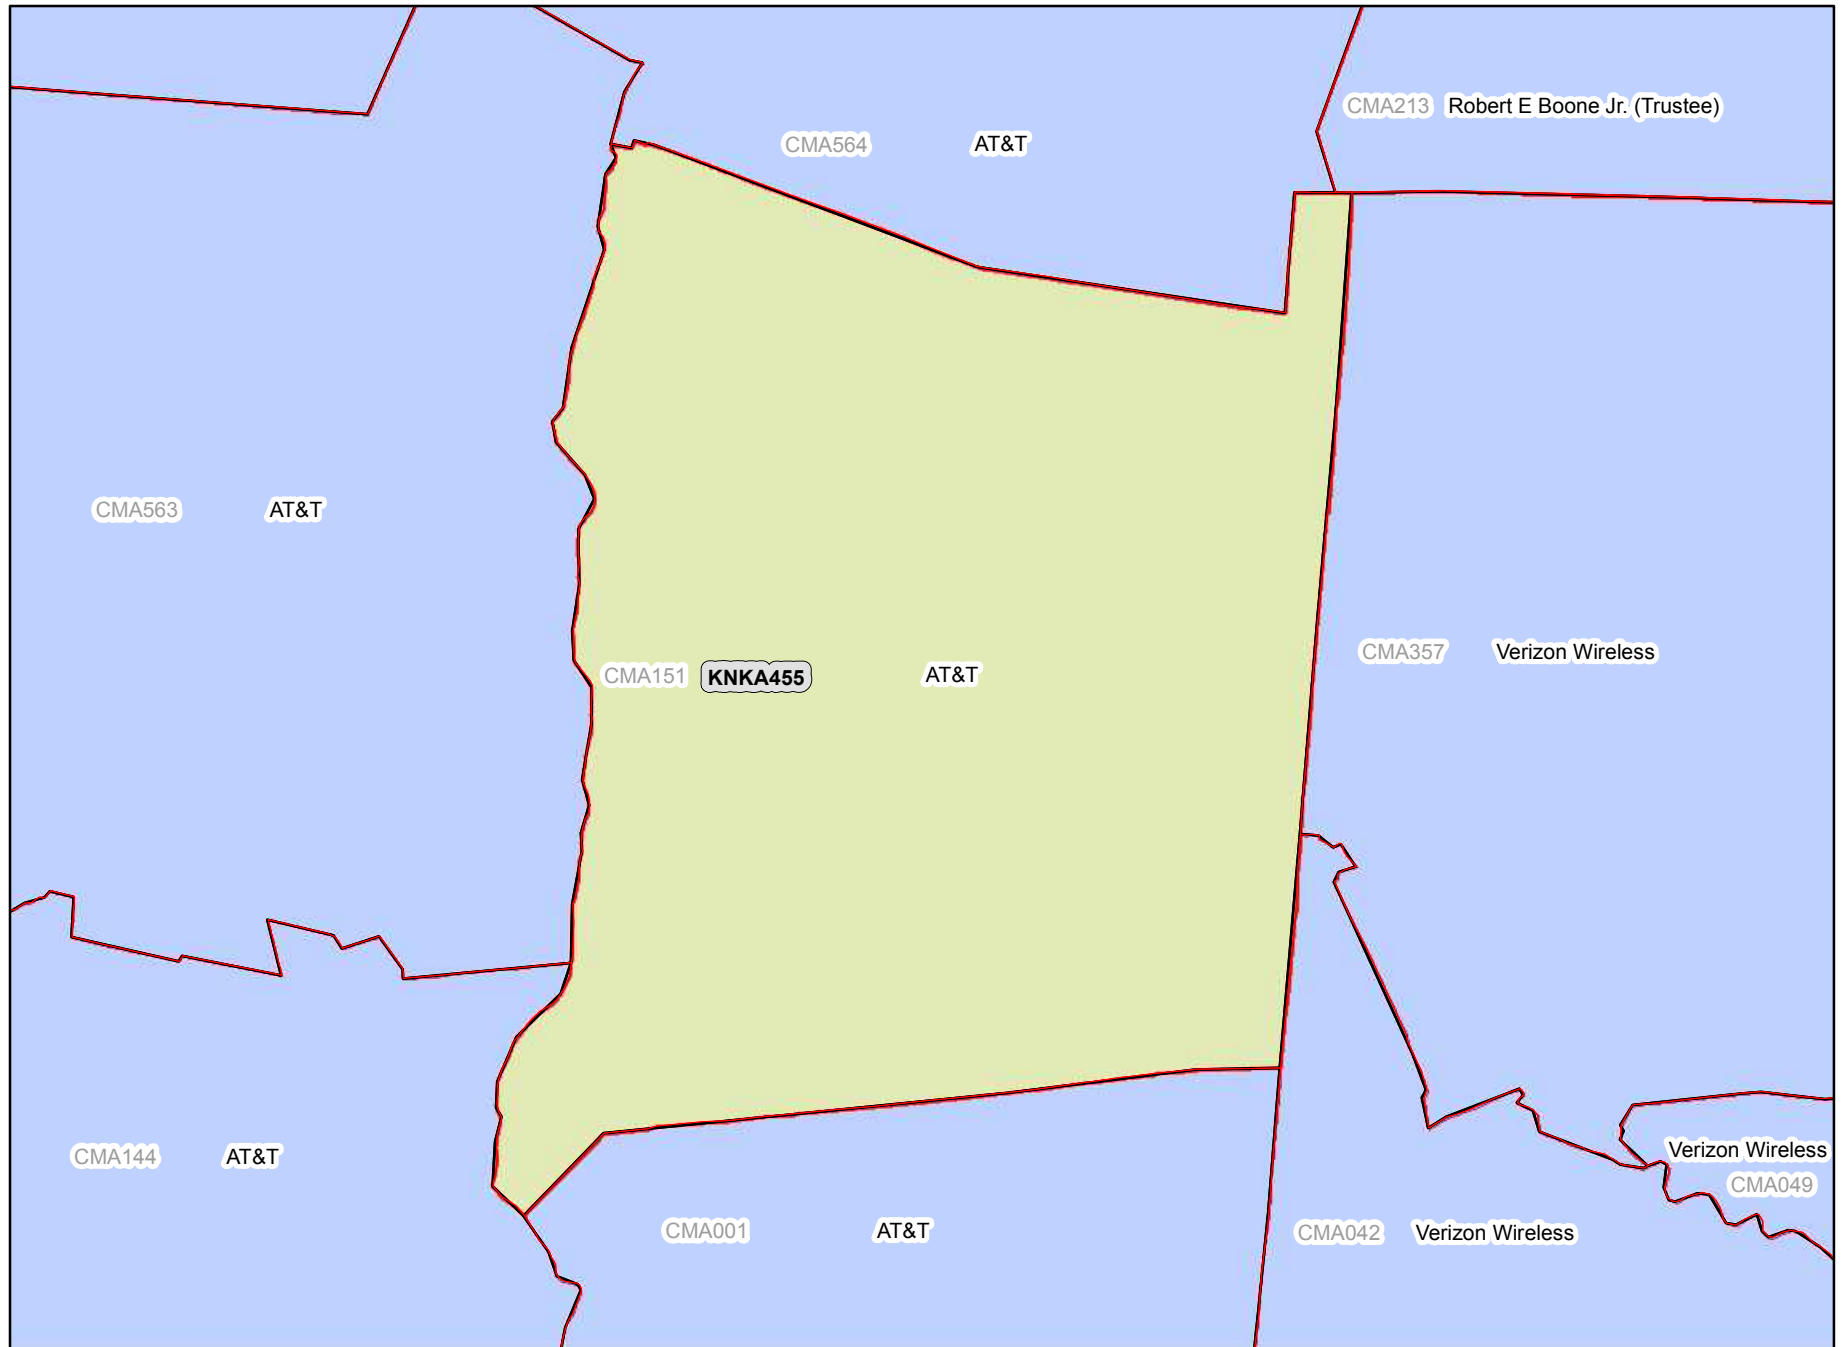 CMA213 Robert E Boone Jr. (Trustee)
CMA564 AT&T
CMA563 AT&T
CMA357 Verizon Wireless
CMA151 KNKA455 AT&T
Verizon Wireless
CMA144 AT&T
CMA049
CMA001 AT&T
CMA042 Verizon Wireless